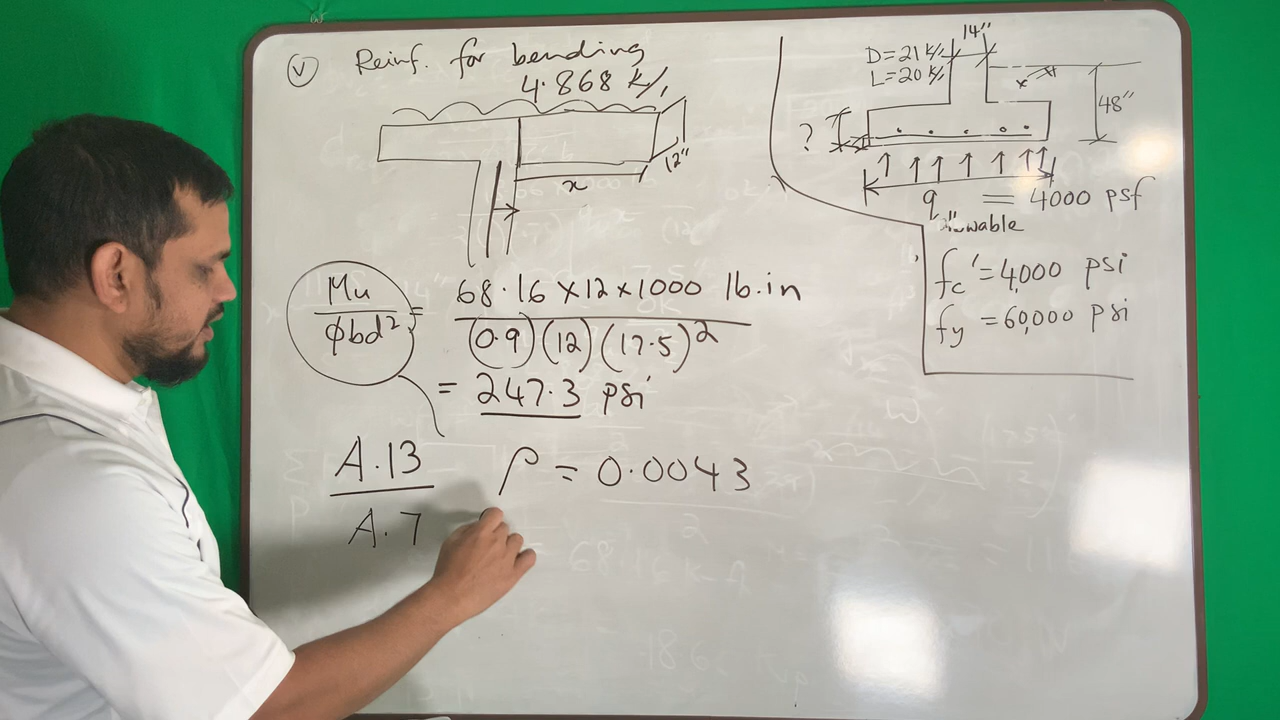 (v) Reinf. for bending
4.868 k/,
12"
x
Mu / φbd² = 68.16 x 12 x 1000 lb.in / (0.9) (12) (17.5)²
= 247.3 psi
A.13 ρ = 0.0043
A.7
14"
D = 21 k/,
L = 20 k/,
48"
?
q = 4000 psf
fc' = 4,000 psi
fy = 60,000 psi